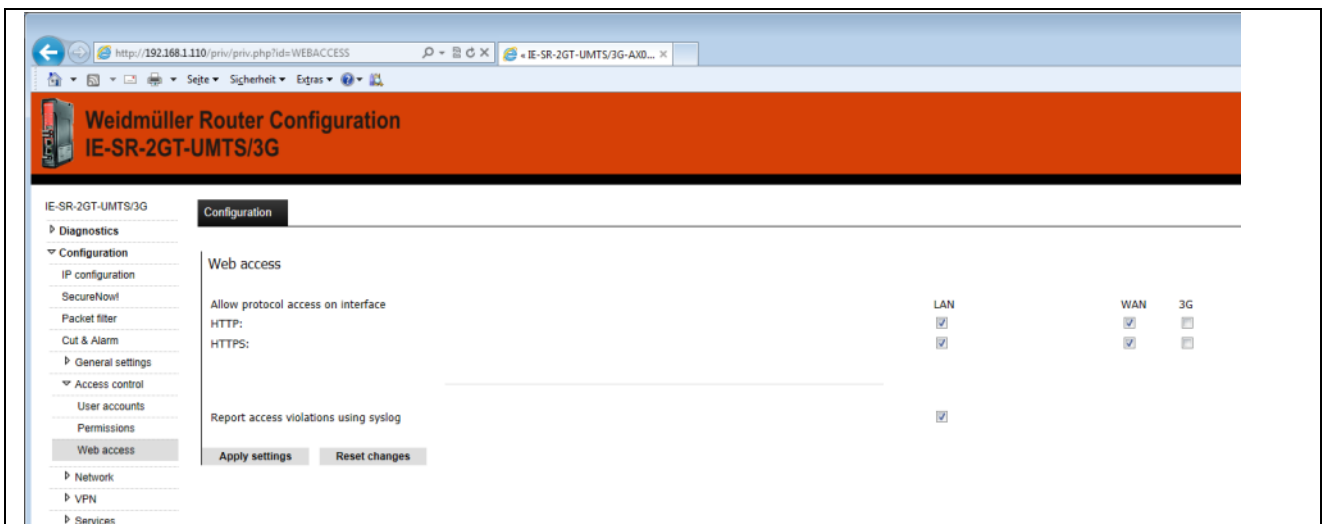 http://192.168.1.110/priv/priv.php?id=WEBACCESS
« IE-SR-2GT-UMTS/3G-AX0...
Seite Sicherheit Extras
Weidmüller Router Configuration
IE-SR-2GT-UMTS/3G
IE-SR-2GT-UMTS/3G
Configuration
Diagnostics
Configuration
IP configuration
SecureNow!
Packet filter
Cut & Alarm
General settings
Access control
User accounts
Permissions
Web access
Network
VPN
Services
Web access
Allow protocol access on interface LAN WAN 3G
HTTP:
HTTPS:
Report access violations using syslog
Apply settings Reset changes